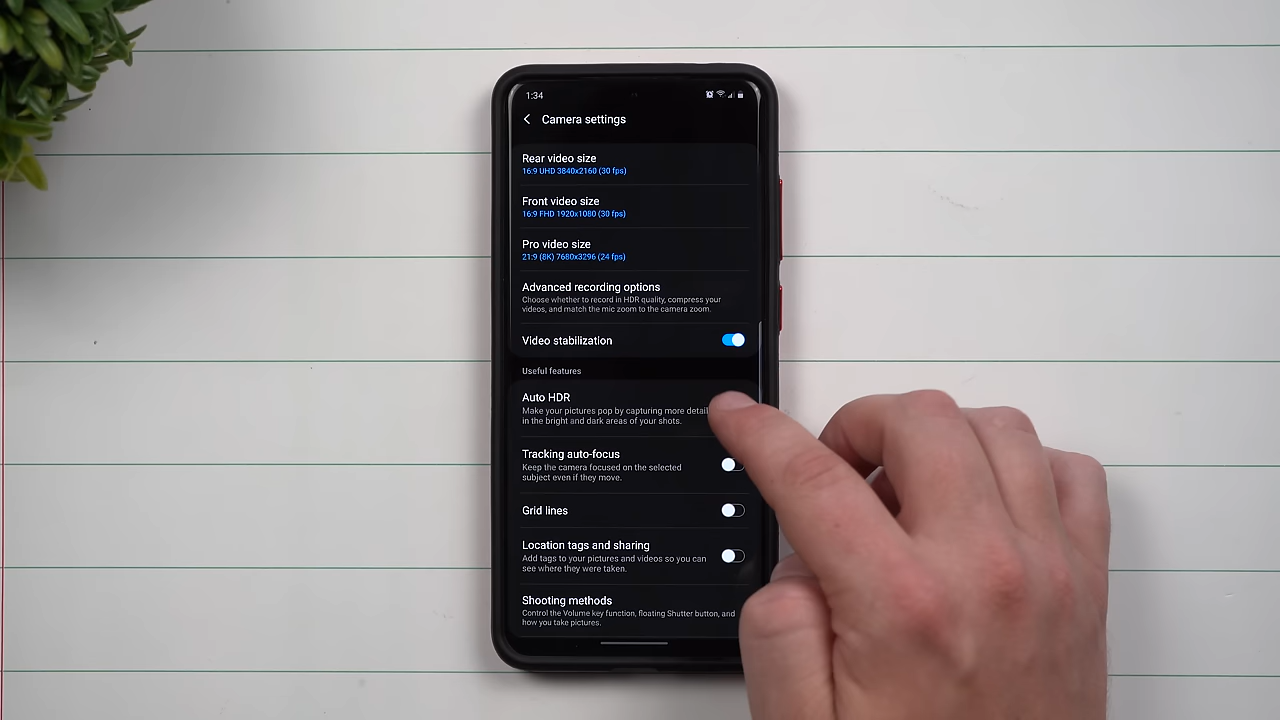 1:34
Camera settings
Rear video size
16:9 UHD 3840x2160 (30 fps)
Front video size
16:9 FHD 1920x1080 (30 fps)
Pro video size
21:9 (8K) 7680x3296 (24 fps)
Advanced recording options
Choose whether to record in HDR quality, compress your
videos, and match the mic zoom to the camera zoom.
Video stabilization
Useful features
Auto HDR
Make your pictures pop by capturing more detail
in the bright and dark areas of your shots.
Tracking auto-focus
Keep the camera focused on the selected
subject even if they move.
Grid lines
Location tags and sharing
Add tags to your pictures and videos so you can
see where they were taken.
Shooting methods
Control the Volume key function, floating Shutter button, and
how you take pictures.